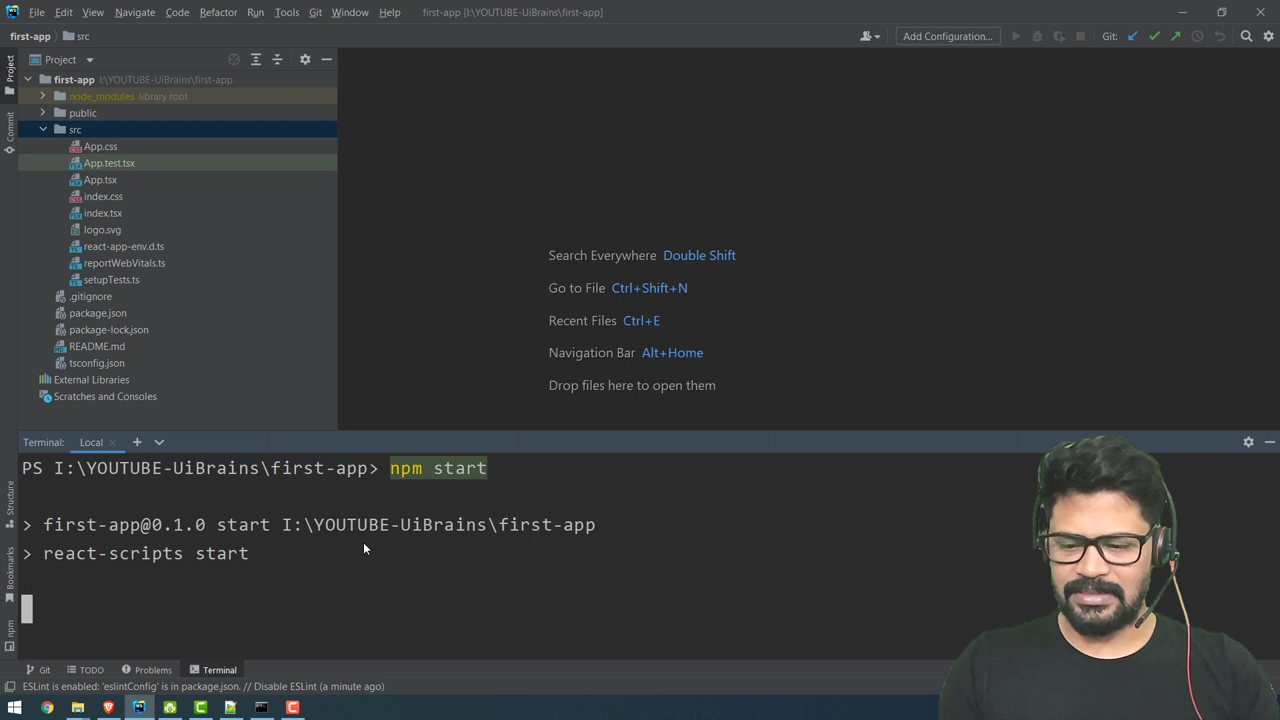 File Edit View Navigate Code Refactor Run Tools Git Window Help first-app [I:\YOUTUBE-UiBrains\first-app]
first-app src Add Configuration... Git:
Project
Project
first-app I:\YOUTUBE-UiBrains\first-app
node_modules library root
public
Commit
src
App.css
App.test.tsx
App.tsx
index.css
index.tsx
logo.svg
react-app-env.d.ts
reportWebVitals.ts
setupTests.ts
.gitignore
package.json
package-lock.json
README.md
tsconfig.json
External Libraries
Scratches and Consoles
Search Everywhere Double Shift
Go to File Ctrl+Shift+N
Recent Files Ctrl+E
Navigation Bar Alt+Home
Drop files here to open them
Terminal: Local
PS I:\YOUTUBE-UiBrains\first-app> npm start
> first-app@0.1.0 start I:\YOUTUBE-UiBrains\first-app
> react-scripts start
Structure
Bookmarks
npm
Git TODO Problems Terminal
ESLint is enabled: 'eslintConfig' is in package.json. // Disable ESLint (a minute ago)